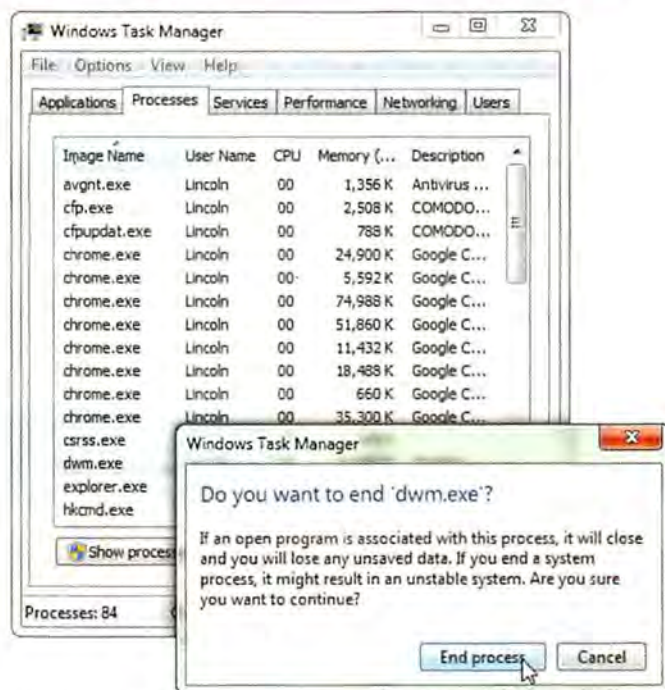 Windows Task Manager
File Options View Help
Applications Processes Services Performance Networking Users
Image Name User Name CPU Memory (... Description
avgnt.exe Lincoln 00 1,356 K Antivirus ...
cfp.exe Lincoln 00 2,508 K COMODO...
cfpupdat.exe Lincoln 00 788 K COMODO...
chrome.exe Lincoln 00 24,900 K Google C...
chrome.exe Lincoln 00 5,592 K Google C...
chrome.exe Lincoln 00 74,988 K Google C...
chrome.exe Lincoln 00 51,860 K Google C...
chrome.exe Lincoln 00 11,432 K Google C...
chrome.exe Lincoln 00 18,488 K Google C...
chrome.exe Lincoln 00 660 K Google C...
chrome.exe Lincoln 00 35,300 K Google C...
csrss.exe
dwm.exe
explorer.exe
hkcmd.exe
Show process
Processes: 84
Windows Task Manager
Do you want to end 'dwm.exe'?
If an open program is associated with this process, it will close
and you will lose any unsaved data. If you end a system
process, it might result in an unstable system. Are you sure
you want to continue?
End process Cancel